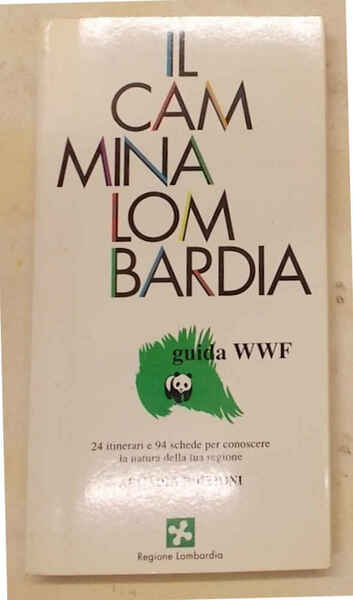 IL
CAM
MINA
LOM
BARDIA
guida WWF
24 itinerari e 94 schede per conoscere
la natura della tua regione
EDIZIONI
Regione Lombardia